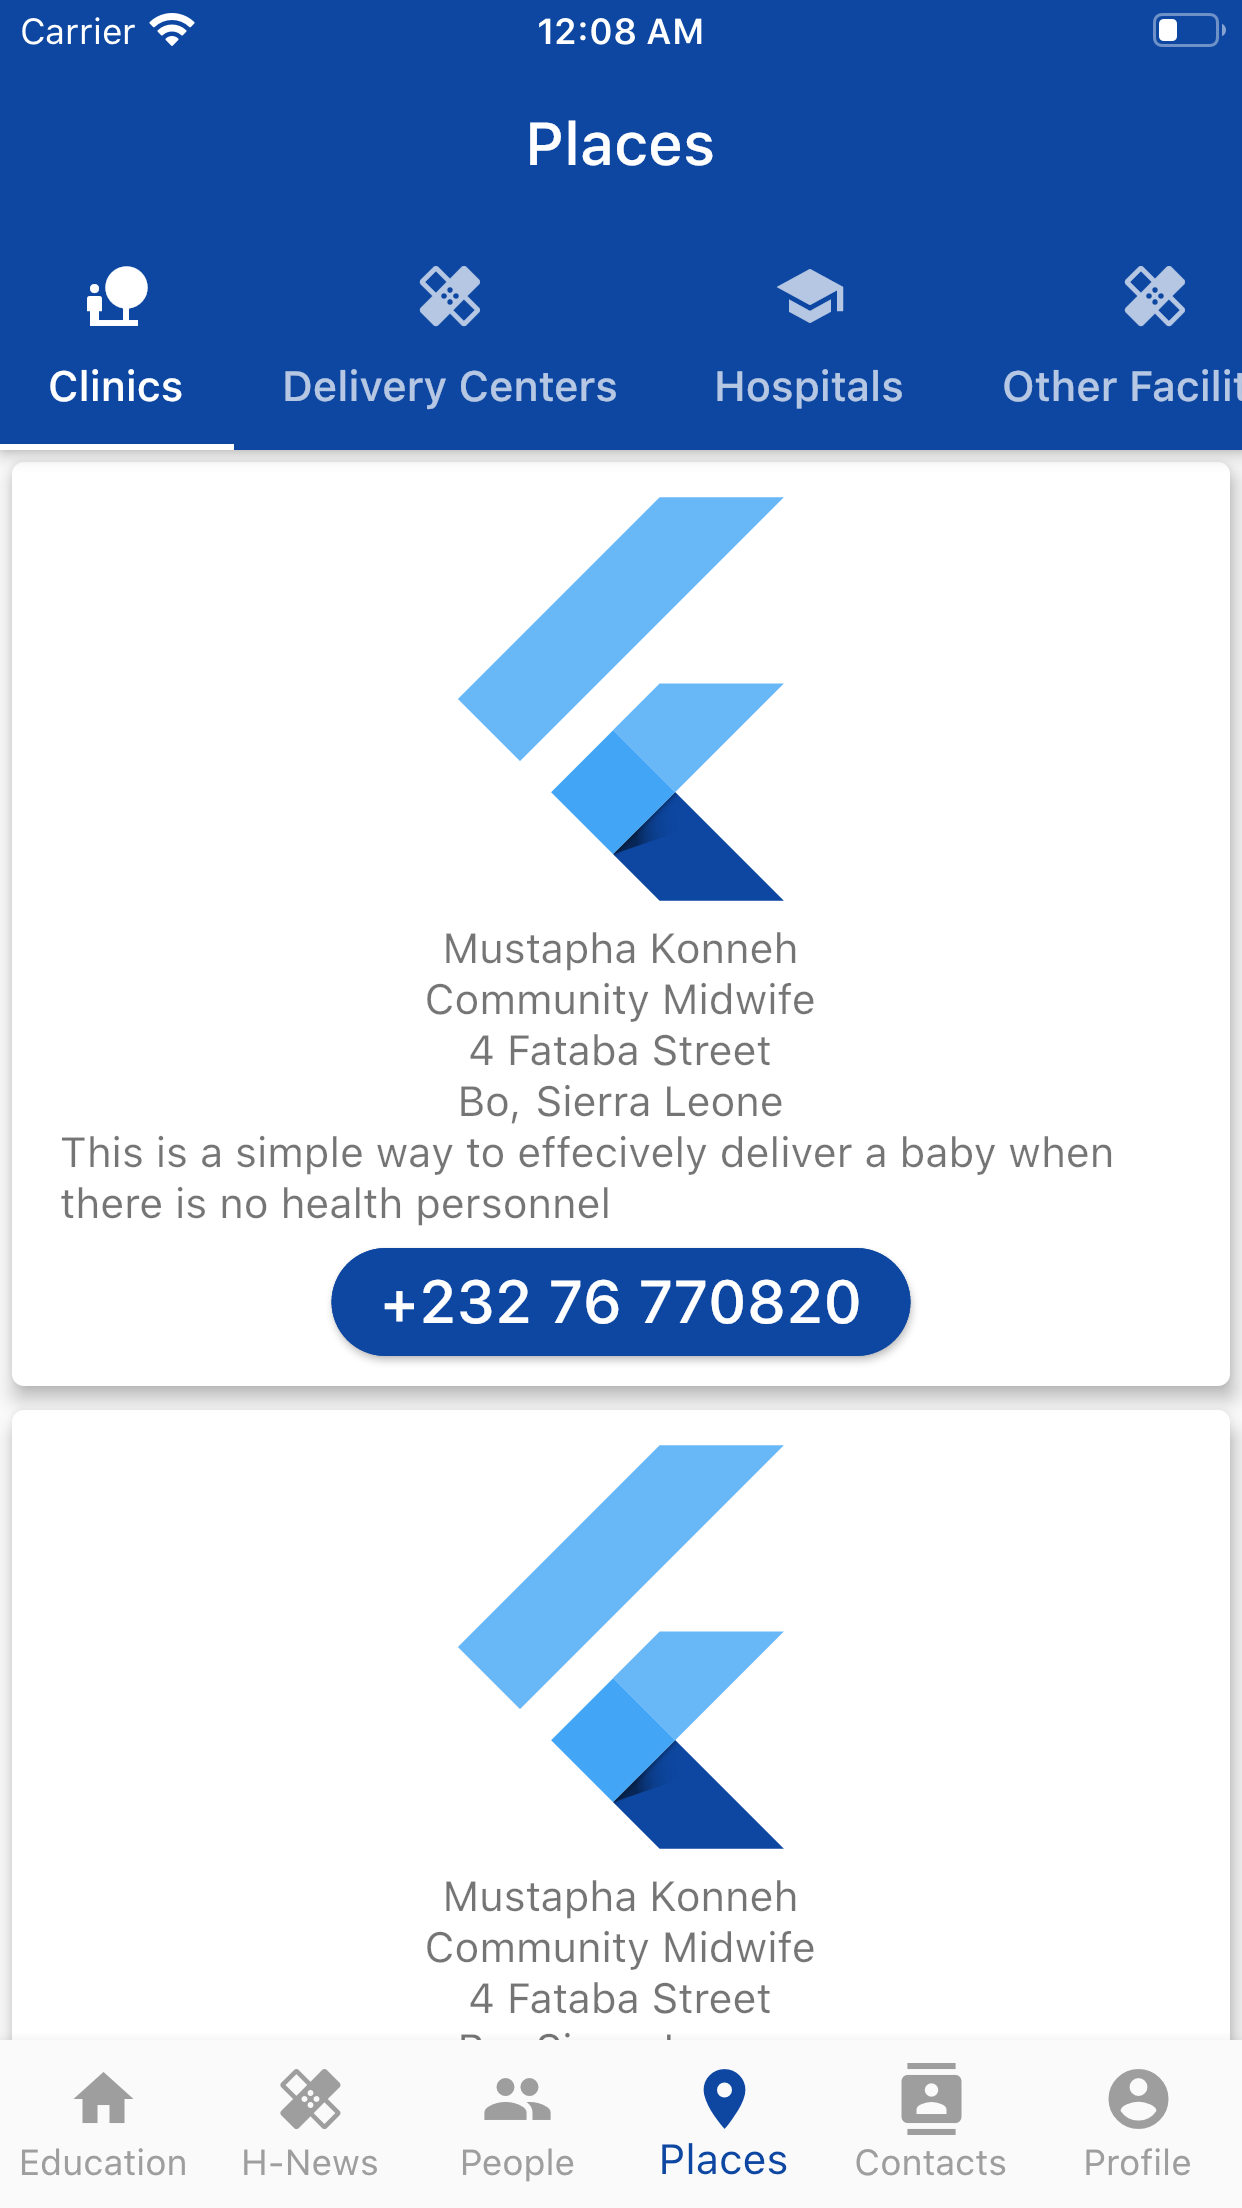 Carrier 12:08 AM
Places
Clinics Delivery Centers Hospitals Other Facilit
Mustapha Konneh
Community Midwife
4 Fataba Street
Bo, Sierra Leone
This is a simple way to effecively deliver a baby when
there is no health personnel
+232 76 770820
Mustapha Konneh
Community Midwife
4 Fataba Street
Education H-News People Places Contacts Profile